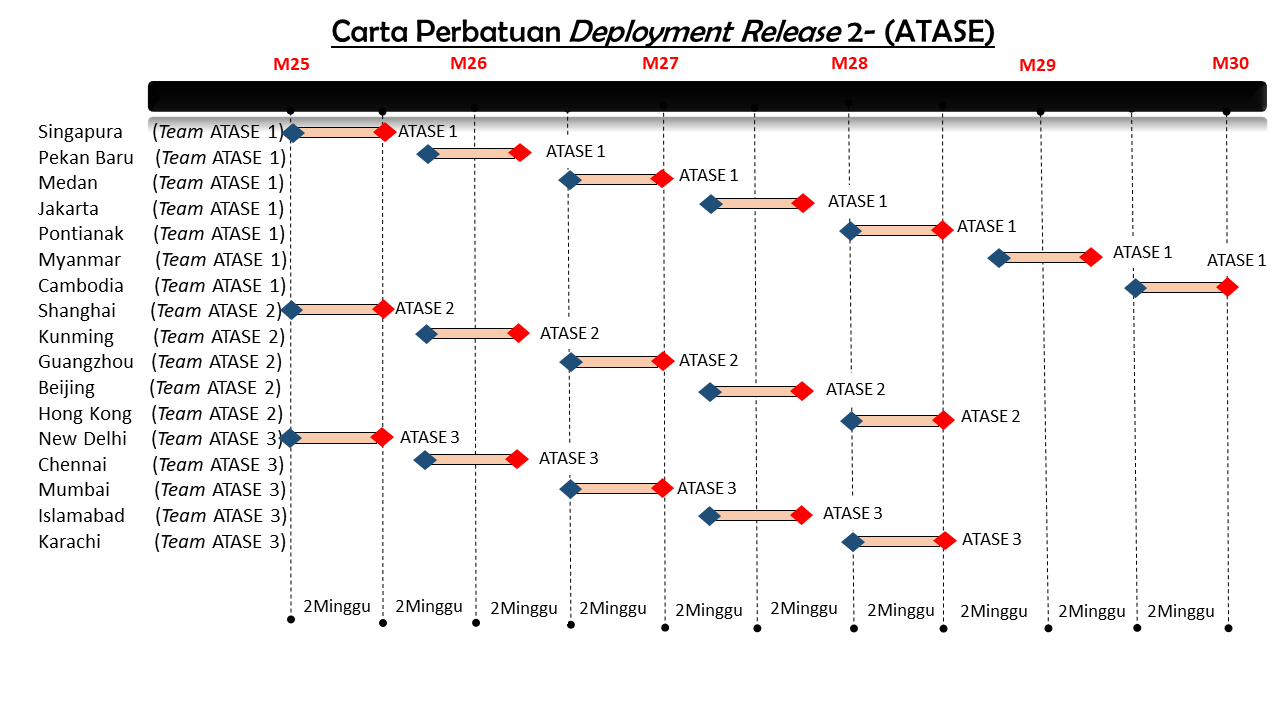 Carta Perbatuan Deployment Release 2- (ATASE)
M25 M26 M27 M28 M29 M30
Singapura (Team ATASE 1) ATASE 1
Pekan Baru (Team ATASE 1) ATASE 1
Medan (Team ATASE 1) ATASE 1
Jakarta (Team ATASE 1) ATASE 1
Pontianak (Team ATASE 1) ATASE 1
Myanmar (Team ATASE 1) ATASE 1
Cambodia (Team ATASE 1) ATASE 1
Shanghai (Team ATASE 2) ATASE 2
Kunming (Team ATASE 2) ATASE 2
Guangzhou (Team ATASE 2) ATASE 2
Beijing (Team ATASE 2) ATASE 2
Hong Kong (Team ATASE 2) ATASE 2
New Delhi (Team ATASE 3) ATASE 3
Chennai (Team ATASE 3) ATASE 3
Mumbai (Team ATASE 3) ATASE 3
Islamabad (Team ATASE 3) ATASE 3
Karachi (Team ATASE 3) ATASE 3
2Minggu 2Minggu 2Minggu 2Minggu 2Minggu 2Minggu 2Minggu 2Minggu 2Minggu 2Minggu